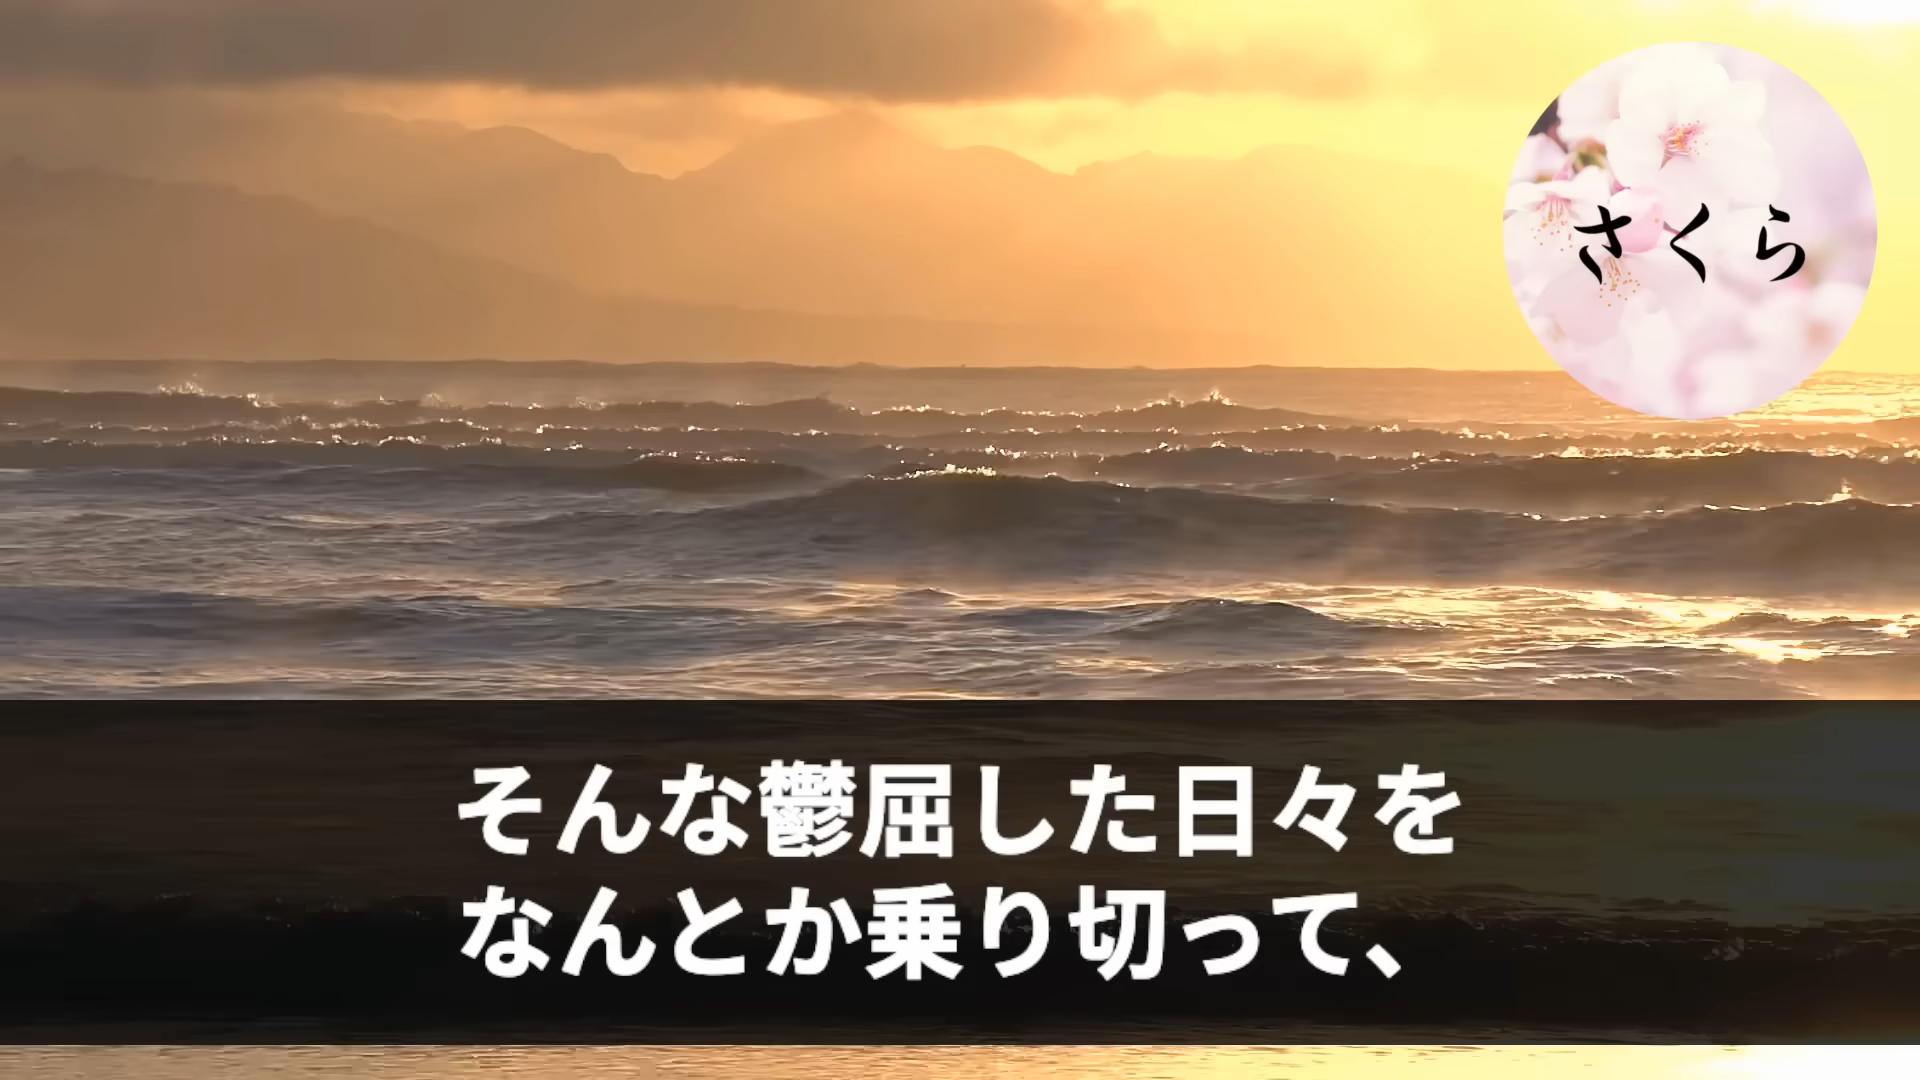 さくら
そんな鬱屈した日々を
なんとか乗り切って、